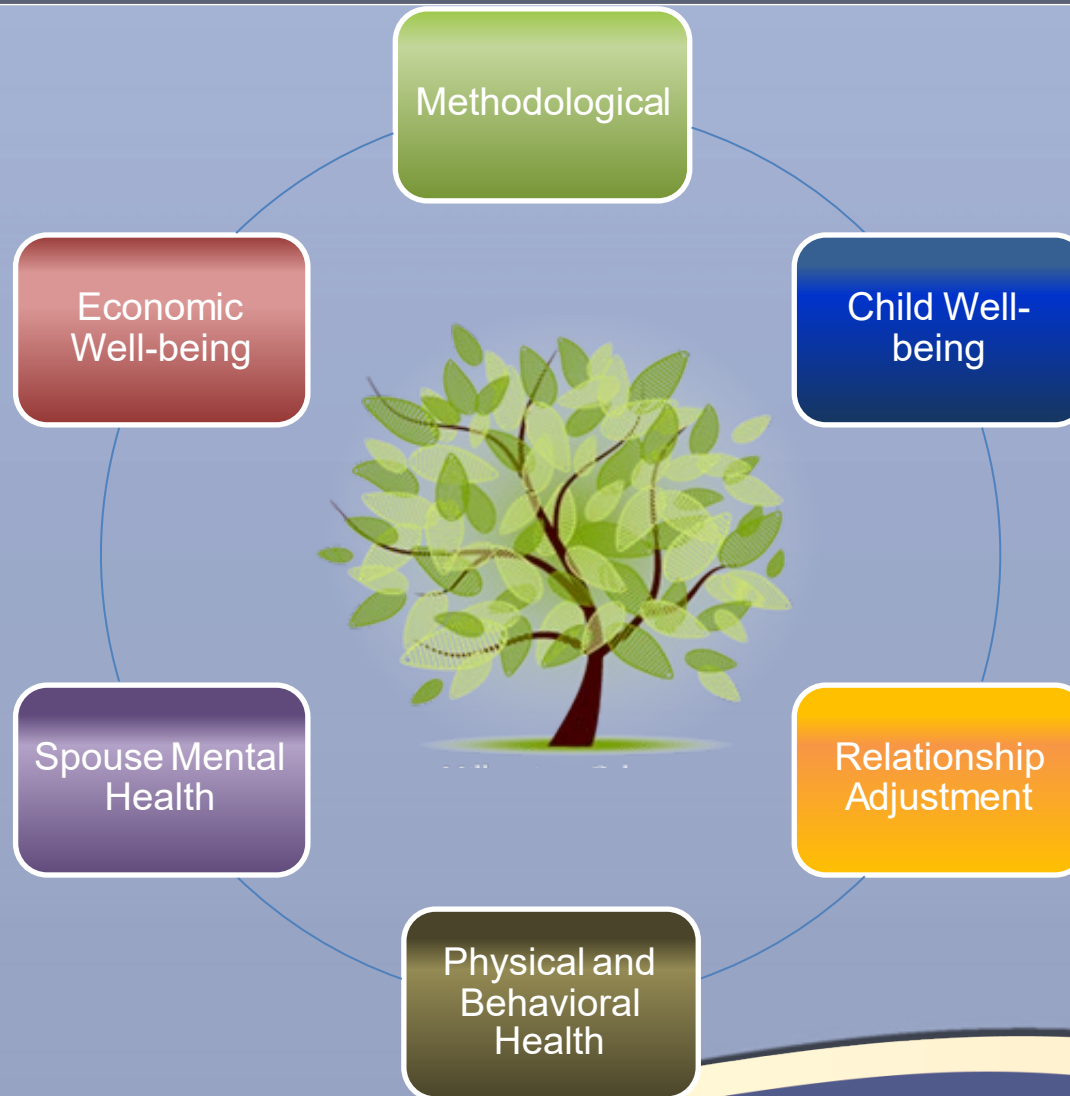 Methodological
Economic
Well-being
Child Well-
being
Spouse Mental
Health
Relationship
Adjustment
Physical and
Behavioral
Health